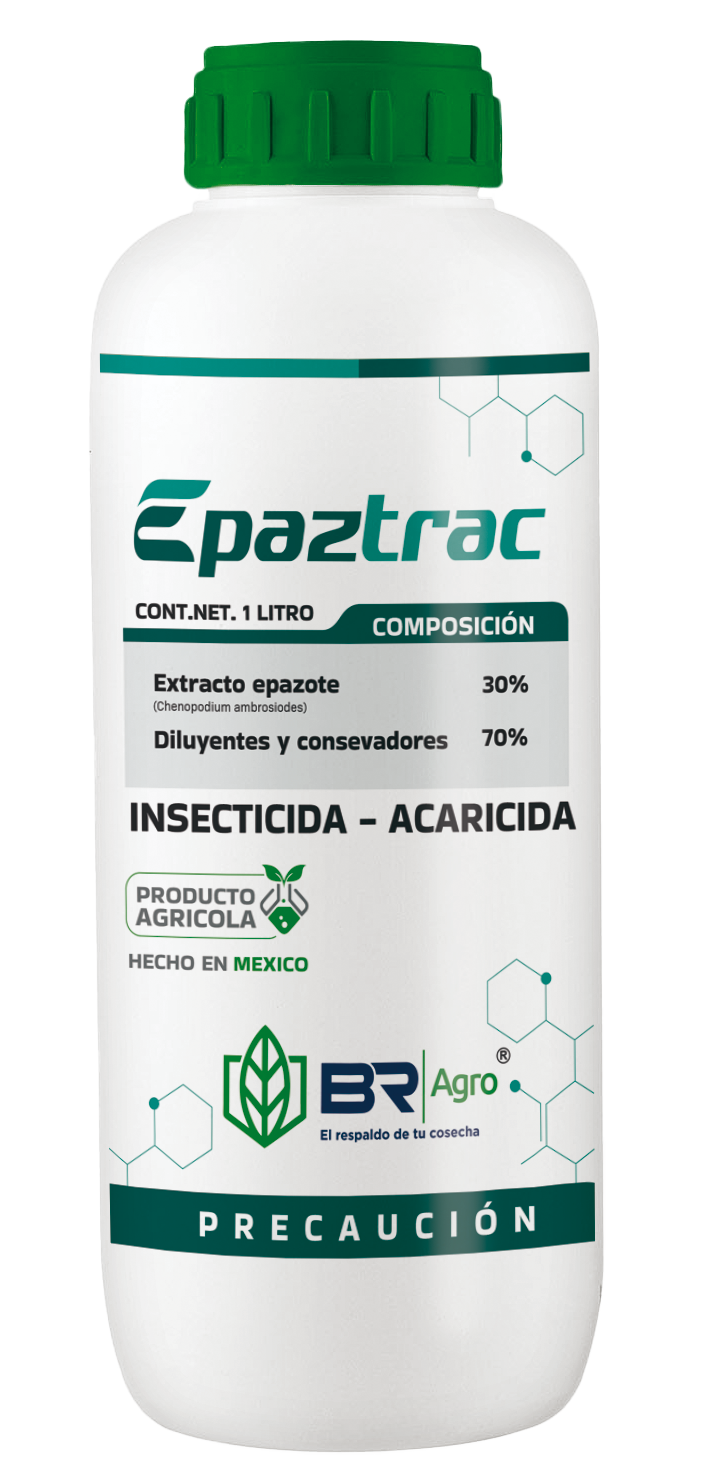 Epaztrac
CONT.NET. 1 LITRO
COMPOSICIÓN
Extracto epazote 30%
(Chenopodium ambrosiodes)
Diluyentes y consevadores 70%
INSECTICIDA – ACARICIDA
PRODUCTO
AGRICOLA
HECHO EN MEXICO
BR Agro ®
El respaldo de tu cosecha
PRECAUCIÓN